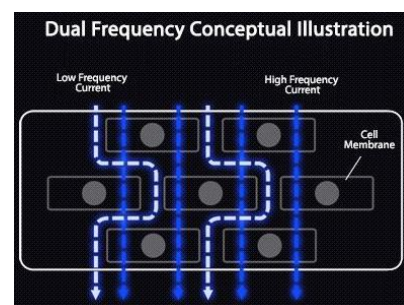 Dual Frequency Conceptual Illustration
Low Frequency
Current
High Frequency
Current
Cell
Membrane